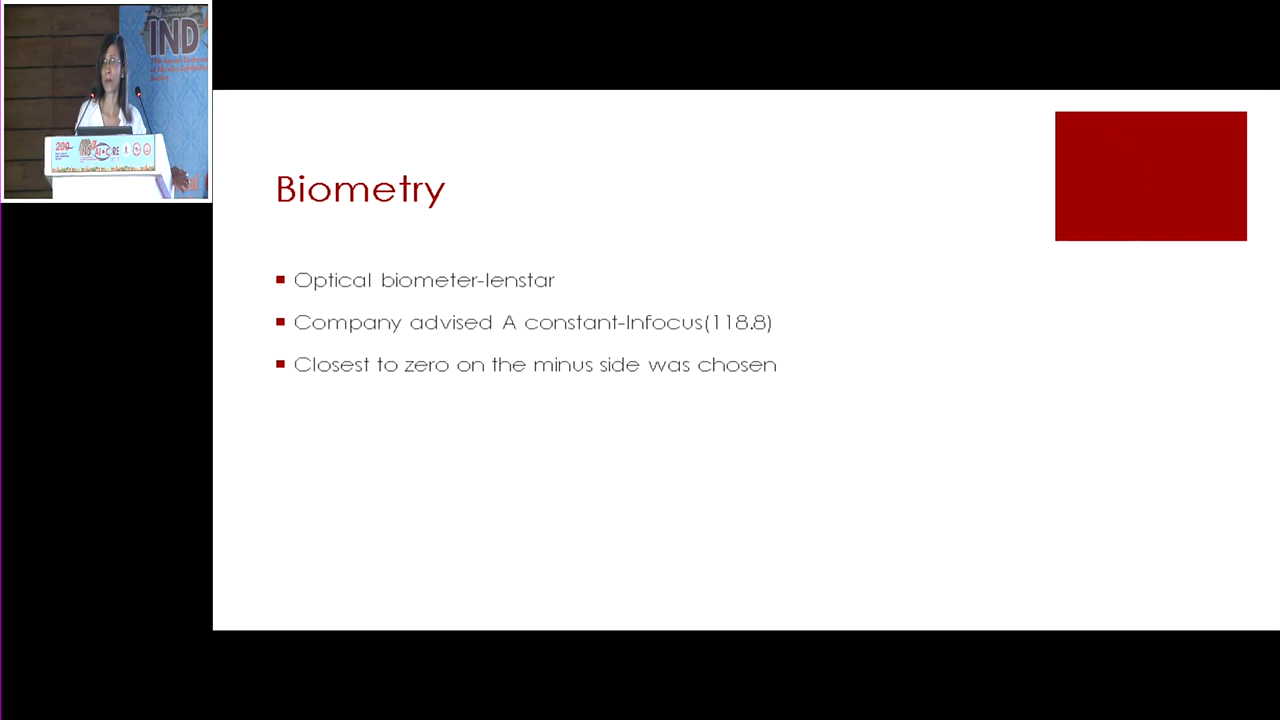 IND
Biometry
Optical biometer-lenstar
Company advised A constant-Infocus(118.8)
Closest to zero on the minus side was chosen